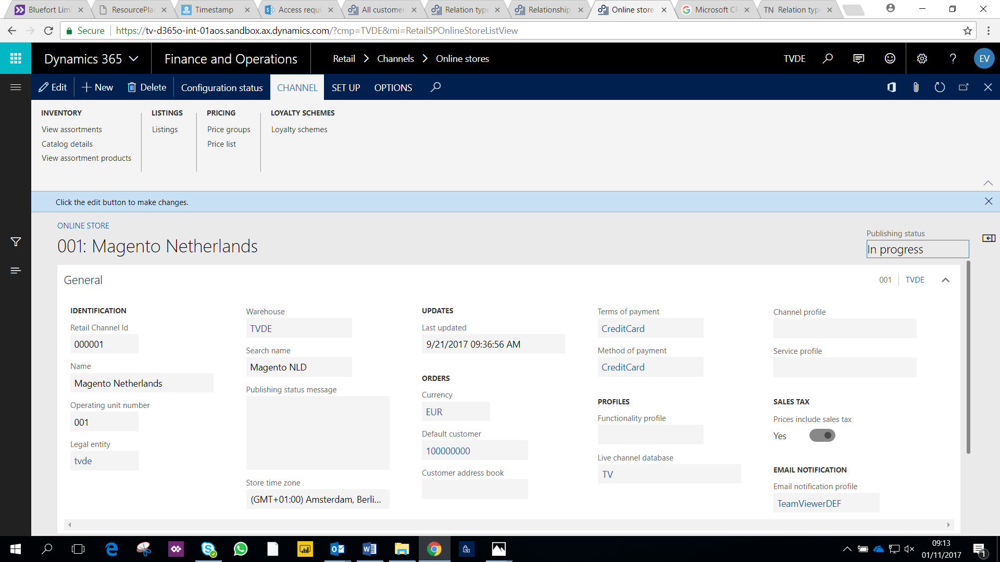 Bluefort Limi
ResourcePla
Timestamp
Access requi
All customer
Relation type
Relationship
Online store
Microsoft CR
TN Relation type
Secure https://tv-d365o-int-01aos.sandbox.ax.dynamics.com/?cmp=TVDE&mi=RetailSPOnlineStoreListView
Dynamics 365 Finance and Operations Retail > Channels > Online stores TVDE ? EV
Edit New Delete Configuration status CHANNEL SET UP OPTIONS
INVENTORY LISTINGS PRICING LOYALTY SCHEMES
View assortments Listings Price groups Loyalty schemes
Catalog details Price list
View assortment products
Click the edit button to make changes.
ONLINE STORE
001: Magento Netherlands
Publishing status
In progress
General 001 TVDE
IDENTIFICATION
Retail Channel Id
000001
Name
Magento Netherlands
Operating unit number
001
Legal entity
tvde
Warehouse
TVDE
Search name
Magento NLD
Publishing status message
Store time zone
(GMT+01:00) Amsterdam, Berli...
UPDATES
Last updated
9/21/2017 09:36:56 AM
ORDERS
Currency
EUR
Default customer
100000000
Customer address book
Terms of payment
CreditCard
Method of payment
CreditCard
PROFILES
Functionality profile
Live channel database
TV
Channel profile
Service profile
SALES TAX
Prices include sales tax
Yes
EMAIL NOTIFICATION
Email notification profile
TeamViewerDEF
09:13
01/11/2017
1